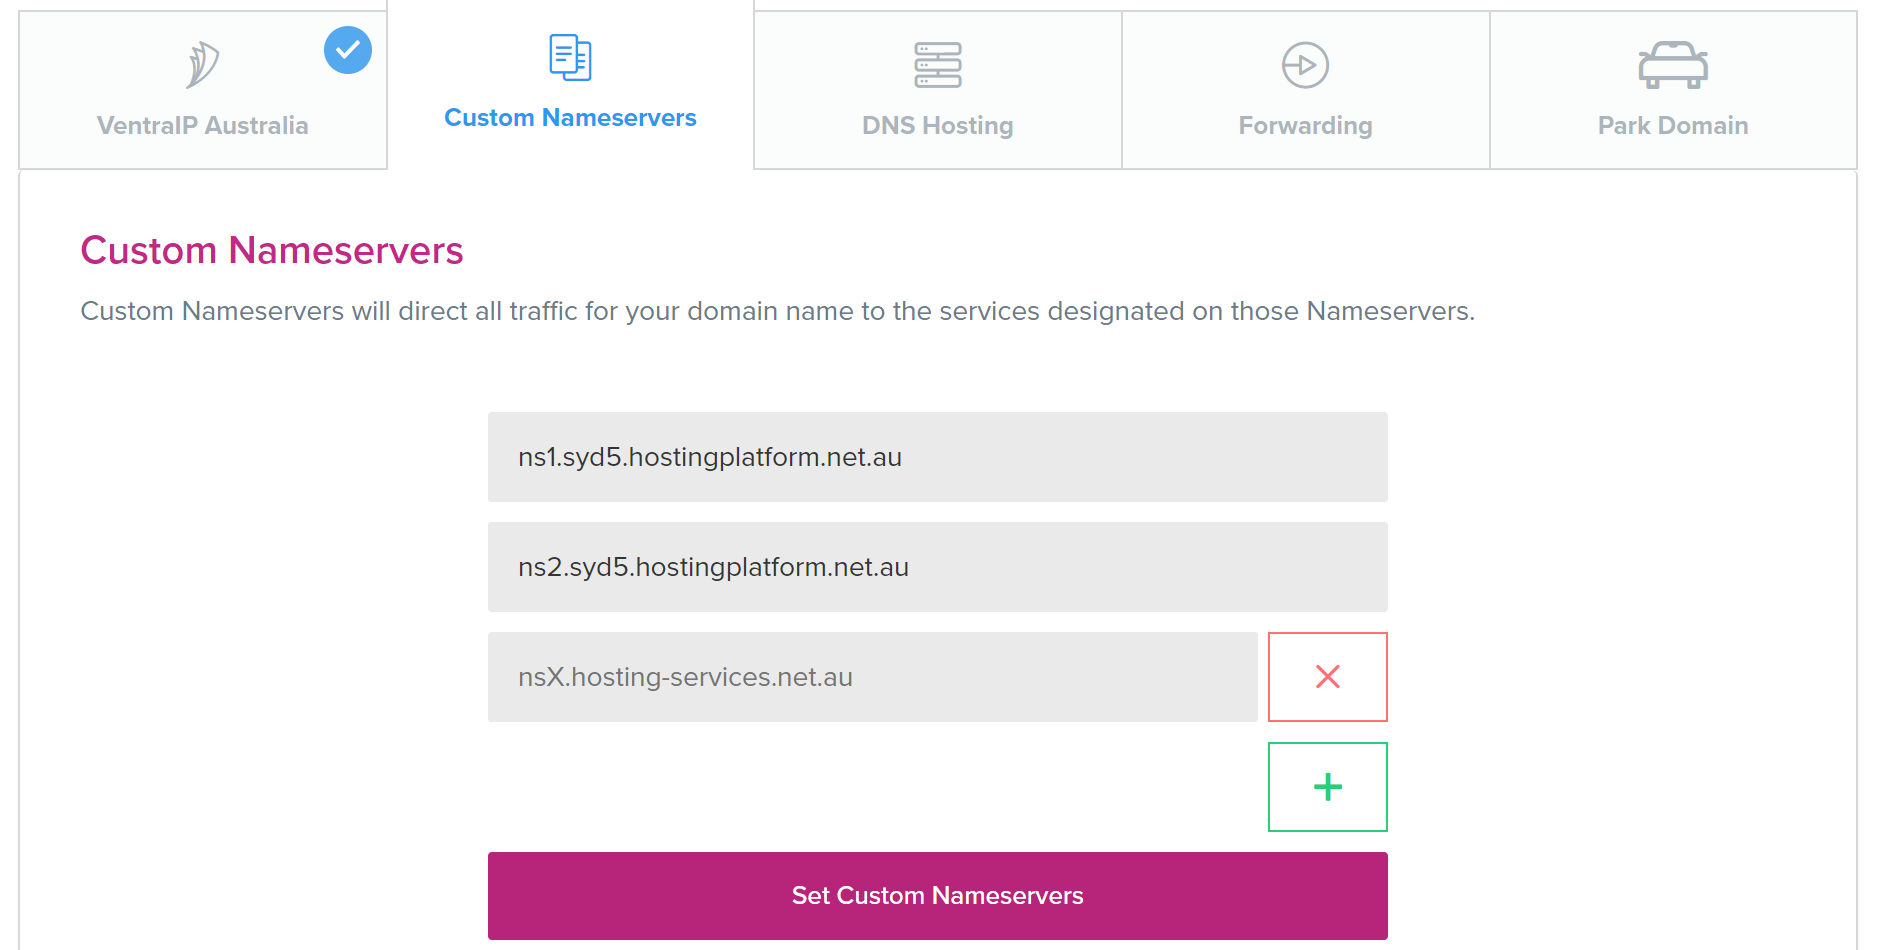 VentraIP Australia
Custom Nameservers
DNS Hosting
Forwarding
Park Domain
Custom Nameservers
Custom Nameservers will direct all traffic for your domain name to the services designated on those Nameservers.
ns1.syd5.hostingplatform.net.au
ns2.syd5.hostingplatform.net.au
nsX.hosting-services.net.au
Set Custom Nameservers